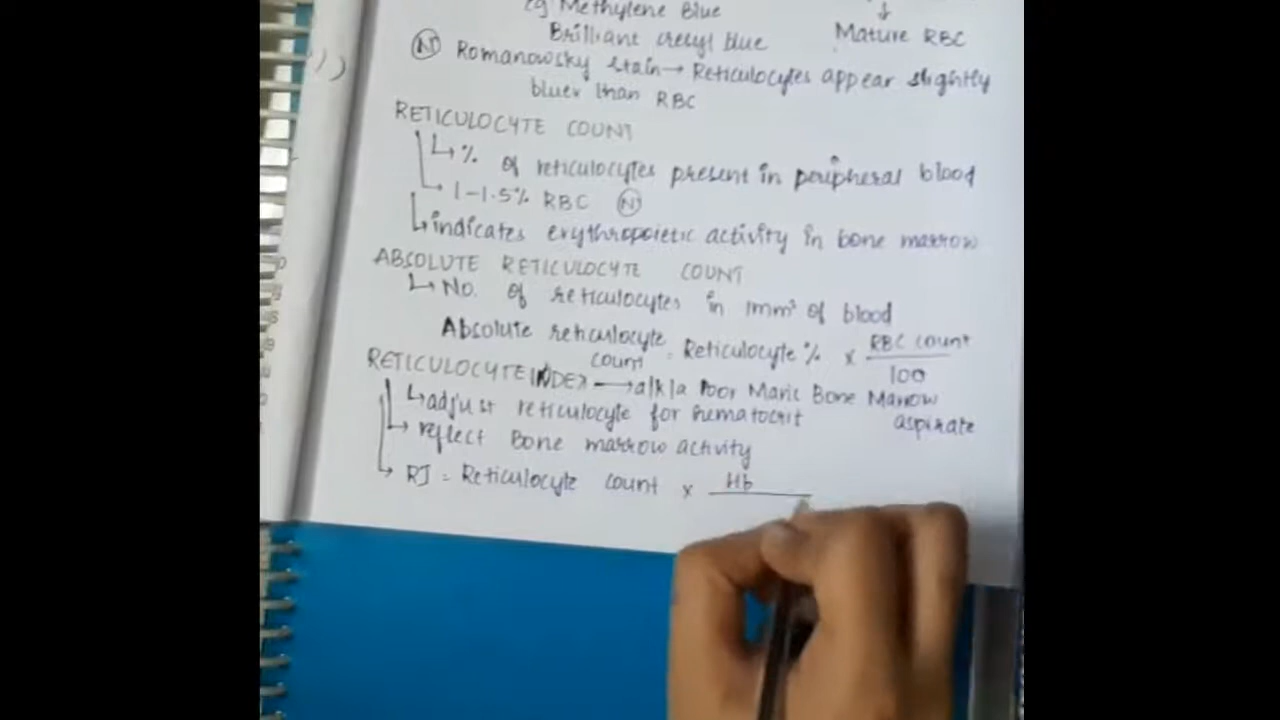 eg Methylene Blue
↓
Brilliant cresyl blue
Mature RBC
(N) Romanowsky stain → Reticulocytes appear slightly
bluer than RBC
RETICULOCYTE COUNT
↳ % of reticulocytes present in peripheral blood
→ 1-1.5% RBC (N)
↳ indicates erythropoietic activity in bone marrow
ABSOLUTE RETICULOCYTE COUNT
↳ No. of reticulocytes in 1mm³ of blood
Absolute reticulocyte count = Reticulocyte % x RBC count / 100
RETICULOCYTE INDEX → a/k/a Poor Maric Bone Marrow
aspirate
↳ adjust reticulocyte for hematocrit
→ reflect Bone marrow activity
→ RI = Reticulocyte count x Hb